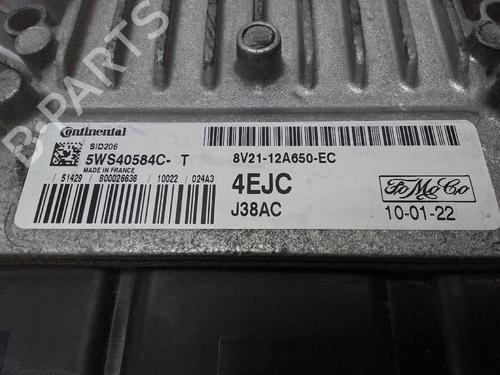 Continental
SID206
5WS40584C- T
MADE IN FRANCE
51429 / 800026636 / 10022 / 024A3
8V21-12A650-EC
4EJC
J38AC
FoMoCo
10-01-22
B-PARTS